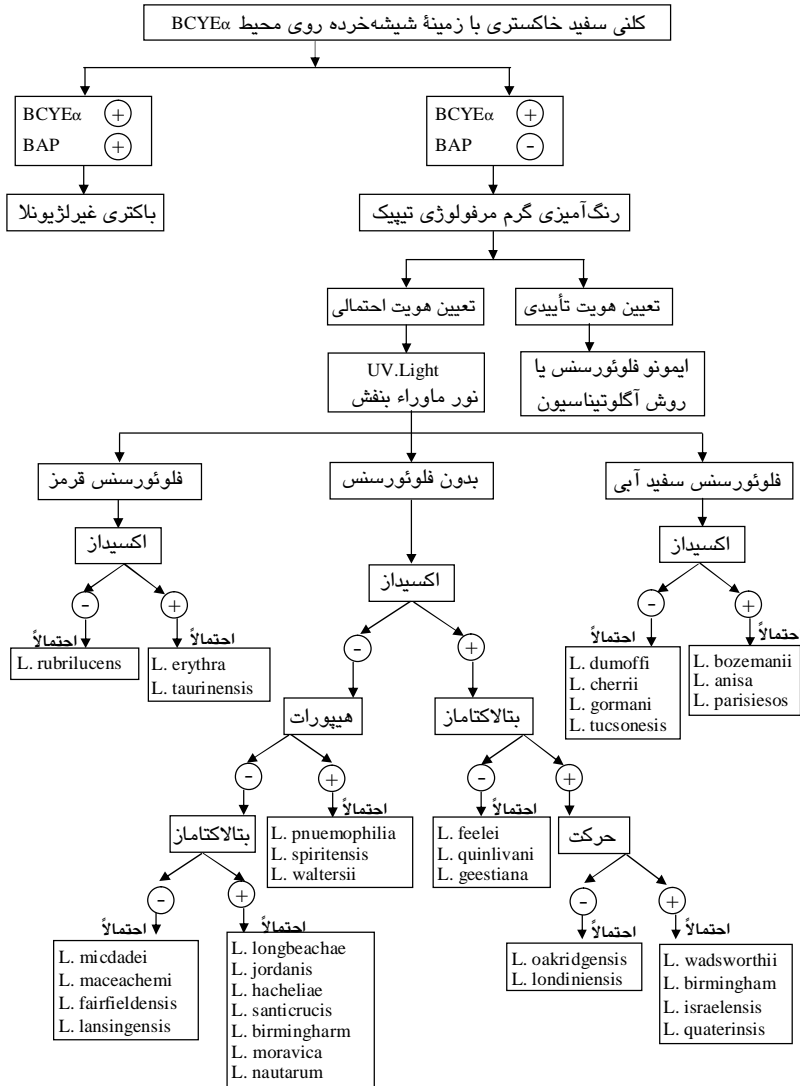 کلنی سفید خاکستری با زمینۀ شیشه‌خرده روی محیط BCYEα
BCYEα +
BAP +
BCYEα +
BAP -
باکتری غیرلژیونلا
رنگ‌آمیزی گرم مرفولوژی تیپیک
تعیین هویت احتمالی
تعیین هویت تأییدی
UV.Light
نور ماوراء بنفش
ایمونو فلوئورسنس یا
روش آگلوتیناسیون
فلوئورسنس قرمز
بدون فلوئورسنس
فلوئورسنس سفید آبی
اکسیداز
اکسیداز
اکسیداز
-
+
-
+
-
+
احتمالاً
L. rubrilucens
احتمالاً
L. erythra
L. taurinensis
احتمالاً
L. dumoffi
L. cherrii
L. gormani
L. tucsonesis
احتمالاً
L. bozemanii
L. anisa
L. parisiesos
هیپورات
بتالاکتاماز
-
+
-
+
بتالاکتاماز
احتمالاً
L. pnuemophilia
L. spiritensis
L. waltersii
احتمالاً
L. feelei
L. quinlivani
L. geestiana
حرکت
-
+
-
+
احتمالاً
L. micdadei
L. maceachemi
L. fairfieldensis
L. lansingensis
احتمالاً
L. longbeachae
L. jordanis
L. hacheliae
L. santicrucis
L. birmingharm
L. moravica
L. nautarum
احتمالاً
L. oakridgensis
L. londiniensis
احتمالاً
L. wadsworthii
L. birmingham
L. israelensis
L. quaterinsis